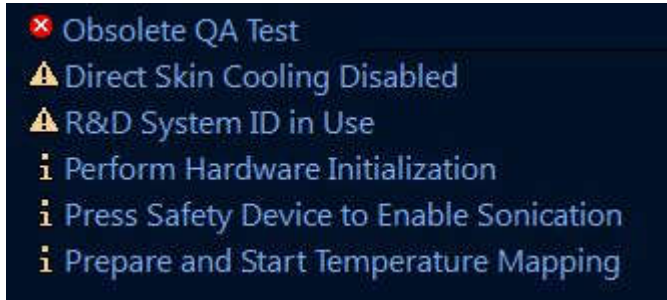 Obsolete QA Test
Direct Skin Cooling Disabled
R&D System ID in Use
Perform Hardware Initialization
Press Safety Device to Enable Sonication
Prepare and Start Temperature Mapping